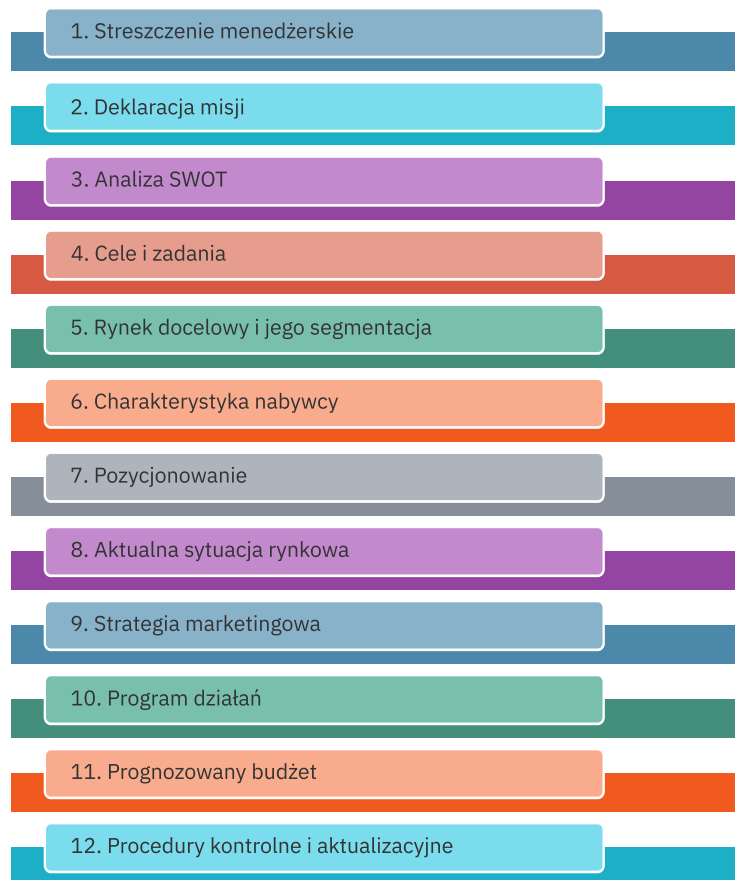 1. Streszczenie menedżerskie
2. Deklaracja misji
3. Analiza SWOT
4. Cele i zadania
5. Rynek docelowy i jego segmentacja
6. Charakterystyka nabywcy
7. Pozycjonowanie
8. Aktualna sytuacja rynkowa
9. Strategia marketingowa
10. Program działań
11. Prognozowany budżet
12. Procedury kontrolne i aktualizacyjne